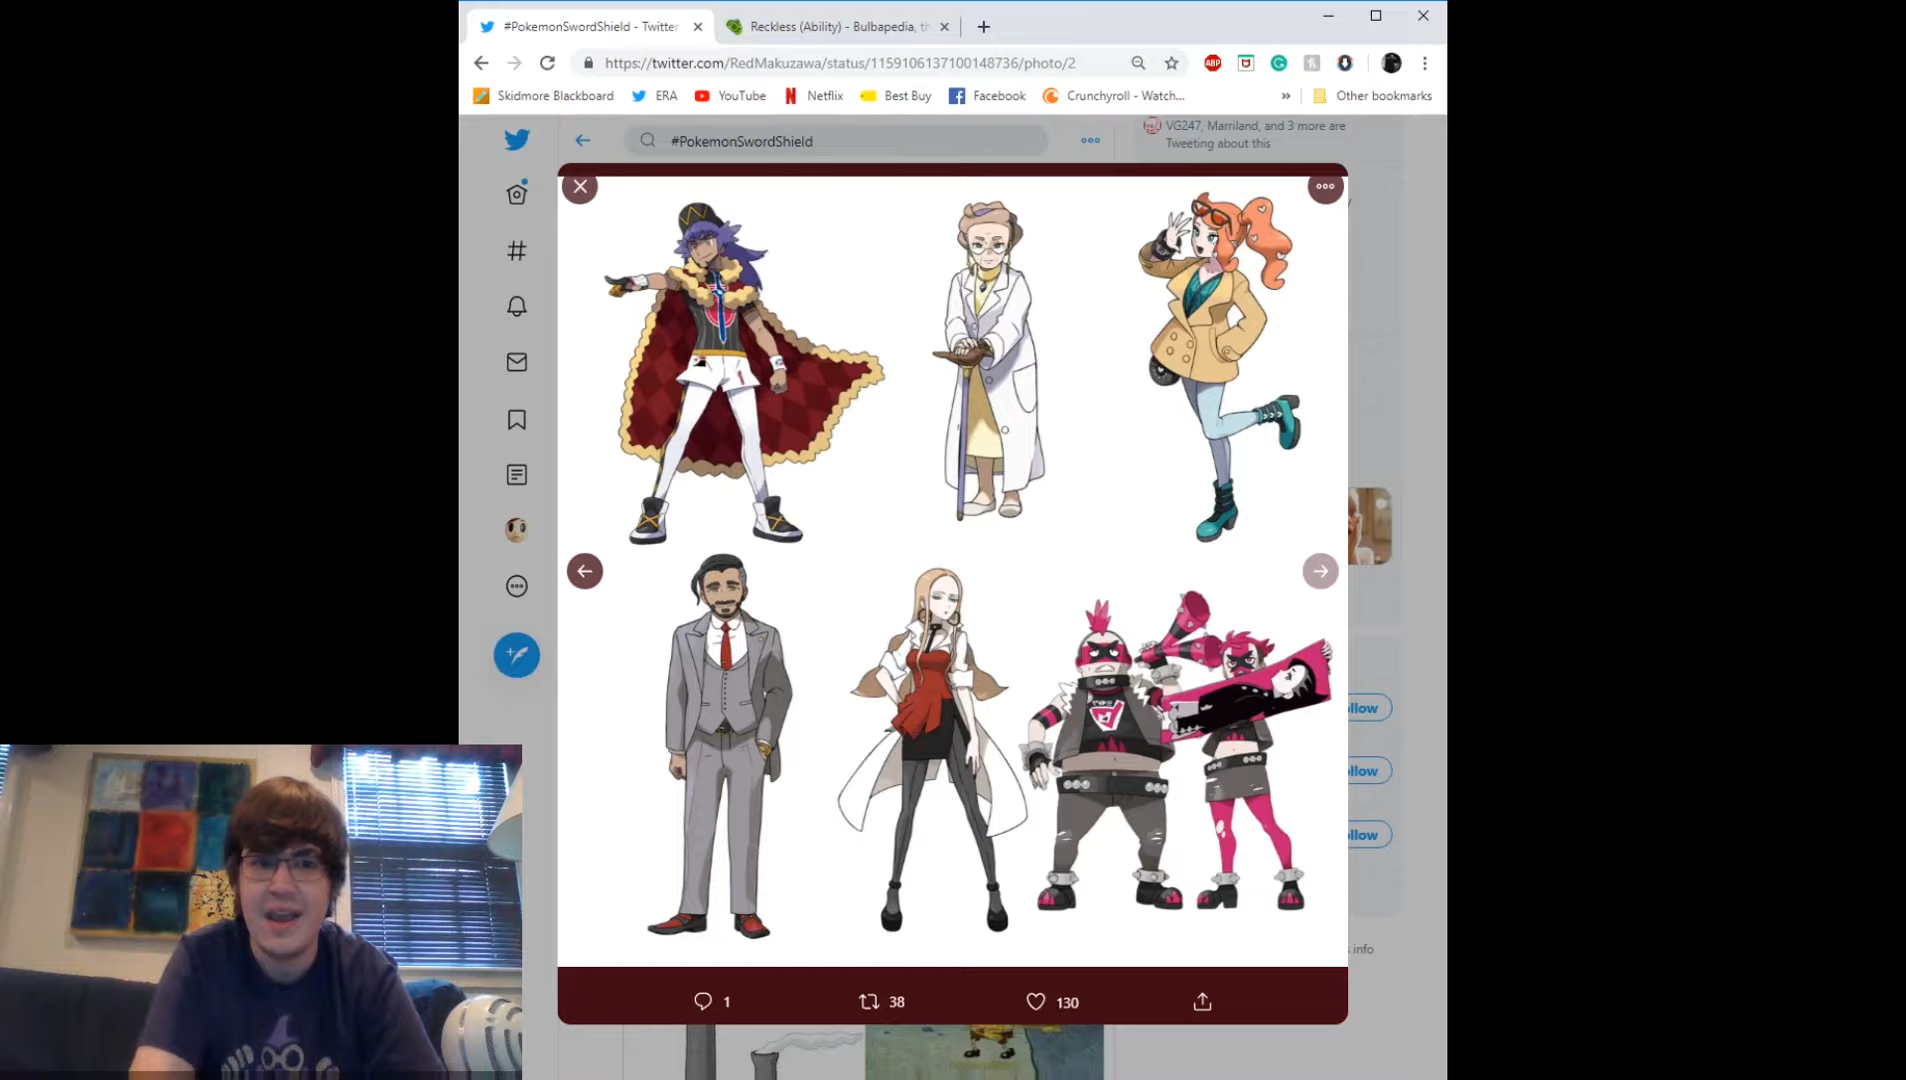 #PokemonSwordShield - Twitter
Reckless (Ability) - Bulbapedia, th
https://twitter.com/RedMakuzawa/status/1159106137100148736/photo/2
ABP
Skidmore Blackboard
ERA
YouTube
Netflix
Best Buy
Facebook
Crunchyroll - Watch...
»
Other bookmarks
#PokemonSwordShield
VG247, Marriland, and 3 more are
Tweeting about this
llow
llow
llow
info
1
38
130